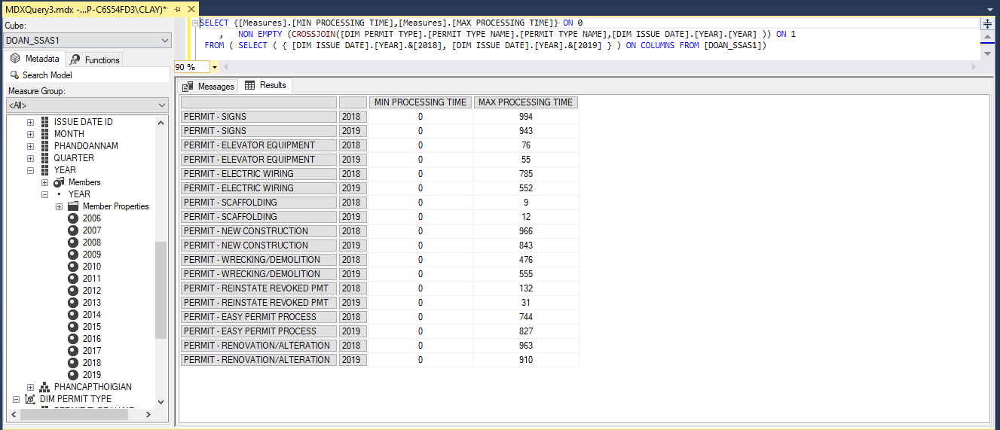 MDXQuery3.mdx -...P-C6S54FD3\CLAY)*
Cube:
DOAN_SSAS1
Metadata
Functions
Search Model
Measure Group:
<All>
ISSUE DATE ID
MONTH
PHANDOANNAM
QUARTER
YEAR
Members
YEAR
Member Properties
2006
2007
2008
2009
2010
2011
2012
2013
2014
2015
2016
2017
2018
2019
PHANCAPTHOIGIAN
DIM PERMIT TYPE
SELECT {[Measures].[MIN PROCESSING TIME],[Measures].[MAX PROCESSING TIME]} ON 0
, NON EMPTY (CROSSJOIN([DIM PERMIT TYPE].[PERMIT TYPE NAME].[PERMIT TYPE NAME],[DIM ISSUE DATE].[YEAR].[YEAR] )) ON 1
FROM ( SELECT ( { [DIM ISSUE DATE].[YEAR].&[2018], [DIM ISSUE DATE].[YEAR].&[2019] } ) ON COLUMNS FROM [DOAN_SSAS1])
90 %
Messages
Results
MIN PROCESSING TIME MAX PROCESSING TIME
PERMIT - SIGNS 2018 0 994
PERMIT - SIGNS 2019 0 943
PERMIT - ELEVATOR EQUIPMENT 2018 0 76
PERMIT - ELEVATOR EQUIPMENT 2019 0 55
PERMIT - ELECTRIC WIRING 2018 0 785
PERMIT - ELECTRIC WIRING 2019 0 552
PERMIT - SCAFFOLDING 2018 0 9
PERMIT - SCAFFOLDING 2019 0 12
PERMIT - NEW CONSTRUCTION 2018 0 966
PERMIT - NEW CONSTRUCTION 2019 0 843
PERMIT - WRECKING/DEMOLITION 2018 0 476
PERMIT - WRECKING/DEMOLITION 2019 0 555
PERMIT - REINSTATE REVOKED PMT 2018 0 132
PERMIT - REINSTATE REVOKED PMT 2019 0 31
PERMIT - EASY PERMIT PROCESS 2018 0 744
PERMIT - EASY PERMIT PROCESS 2019 0 827
PERMIT - RENOVATION/ALTERATION 2018 0 963
PERMIT - RENOVATION/ALTERATION 2019 0 910